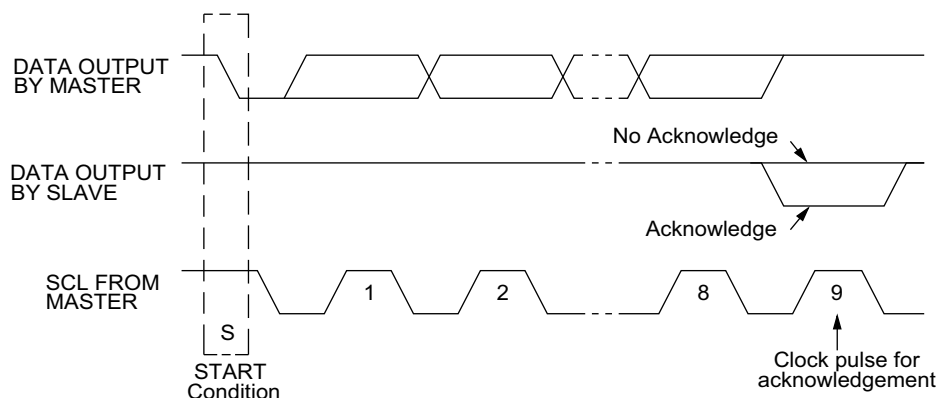 DATA OUTPUT
BY MASTER
No Acknowledge
DATA OUTPUT
BY SLAVE
Acknowledge
SCL FROM
MASTER
1
2
8
9
S
START
Condition
Clock pulse for
acknowledgement